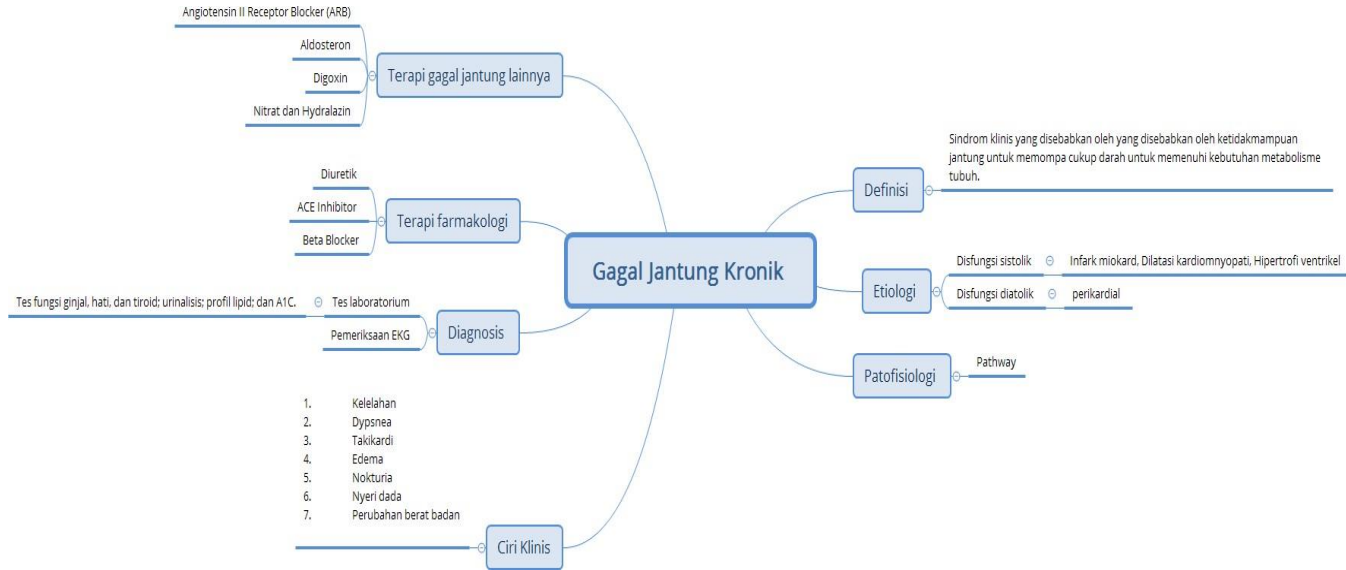 Gagal Jantung Kronik
Definisi
Sindrom klinis yang disebabkan oleh yang disebabkan oleh ketidakmampuan
jantung untuk memompa cukup darah untuk memenuhi kebutuhan metabolisme
tubuh.
Etiologi
Disfungsi sistolik
Infark miokard, Dilatasi kardiomnyopati, Hipertrofi ventrikel
Disfungsi diatolik
perikardial
Patofisiologi
Pathway
Terapi gagal jantung lainnya
Angiotensin II Receptor Blocker (ARB)
Aldosteron
Digoxin
Nitrat dan Hydralazin
Terapi farmakologi
Diuretik
ACE Inhibitor
Beta Blocker
Diagnosis
Tes laboratorium
Tes fungsi ginjal, hati, dan tiroid; urinalisis; profil lipid; dan A1C.
Pemeriksaan EKG
Ciri Klinis
1. Kelelahan
2. Dypsnea
3. Takikardi
4. Edema
5. Nokturia
6. Nyeri dada
7. Perubahan berat badan